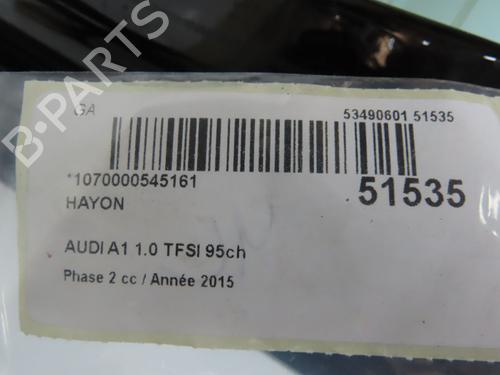 GA
53490601 51535
*1070000545161
51535
HAYON
AUDI A1 1.0 TFSI 95ch
Phase 2 cc / Année 2015
B-PARTS